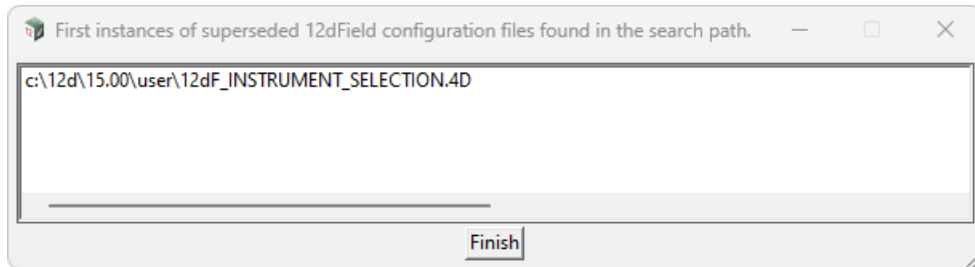 First instances of superseded 12dField configuration files found in the search path.
c:\12d\15.00\user\12dF_INSTRUMENT_SELECTION.4D
Finish